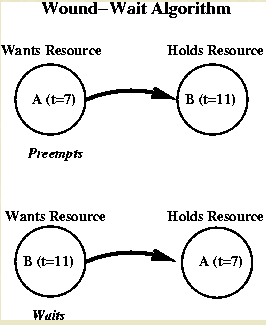 Wound–Wait Algorithm
Wants Resource Holds Resource
A (t=7) B (t=11)
Preempts
Wants Resource Holds Resource
B (t=11) A (t=7)
Waits